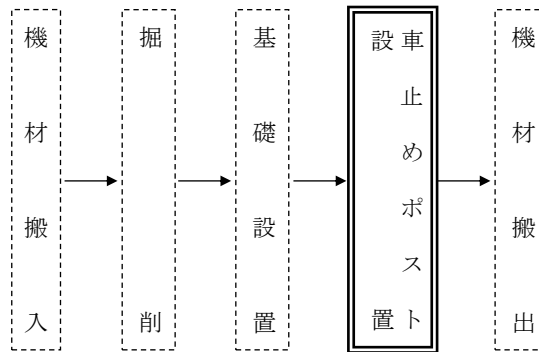 機材搬入
掘削
基礎設置
車止めポスト
設置
機材搬出